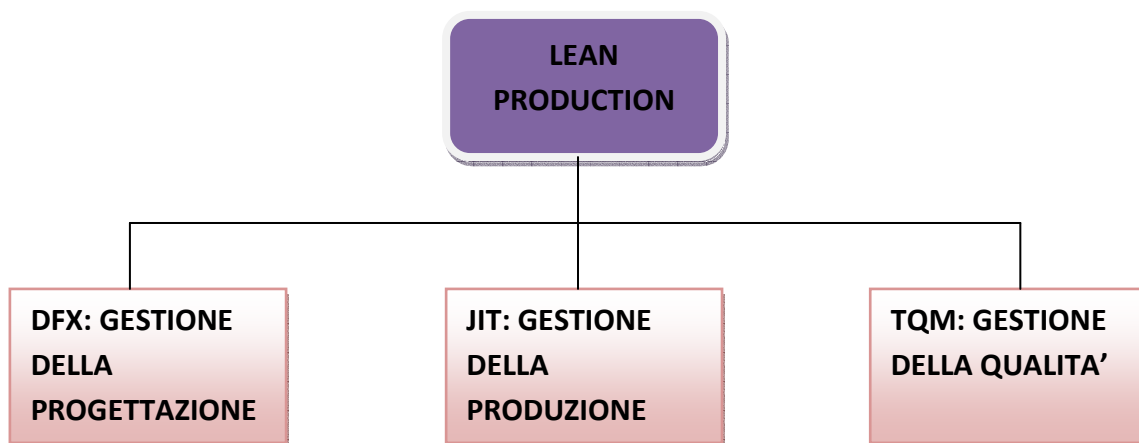 LEAN
PRODUCTION
DFX: GESTIONE
DELLA
PROGETTAZIONE
JIT: GESTIONE
DELLA
PRODUZIONE
TQM: GESTIONE
DELLA QUALITA’